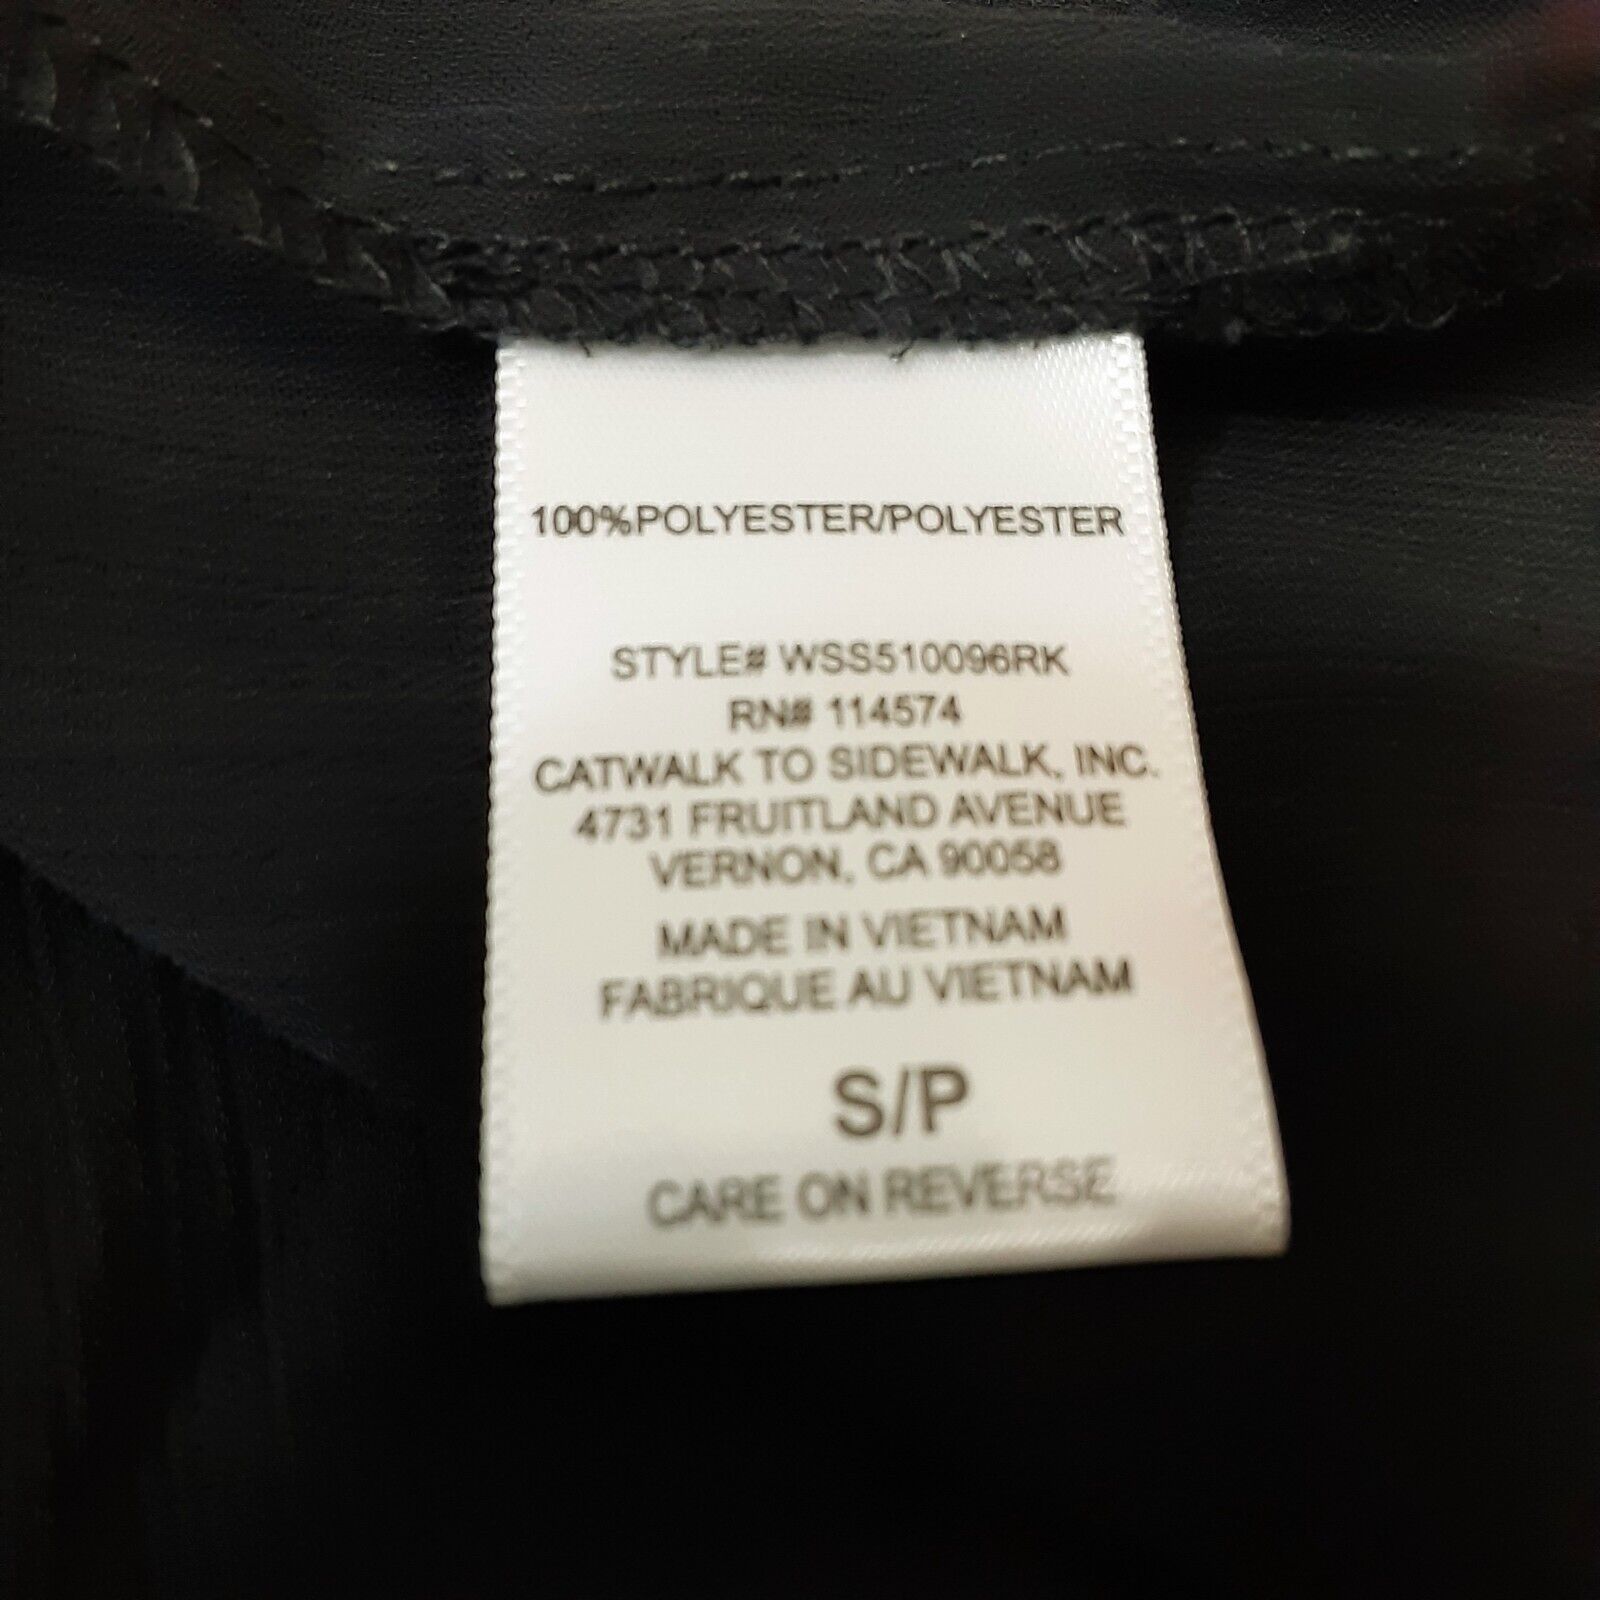 100%POLYESTER/POLYESTER
STYLE# WSS510096RK
RN# 114574
CATWALK TO SIDEWALK, INC.
4731 FRUITLAND AVENUE
VERNON, CA 90058
MADE IN VIETNAM
FABRIQUE AU VIETNAM
S/P
CARE ON REVERSE